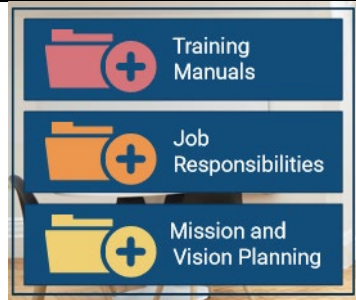 Training
Manuals
Job
Responsibilities
Mission and
Vision Planning